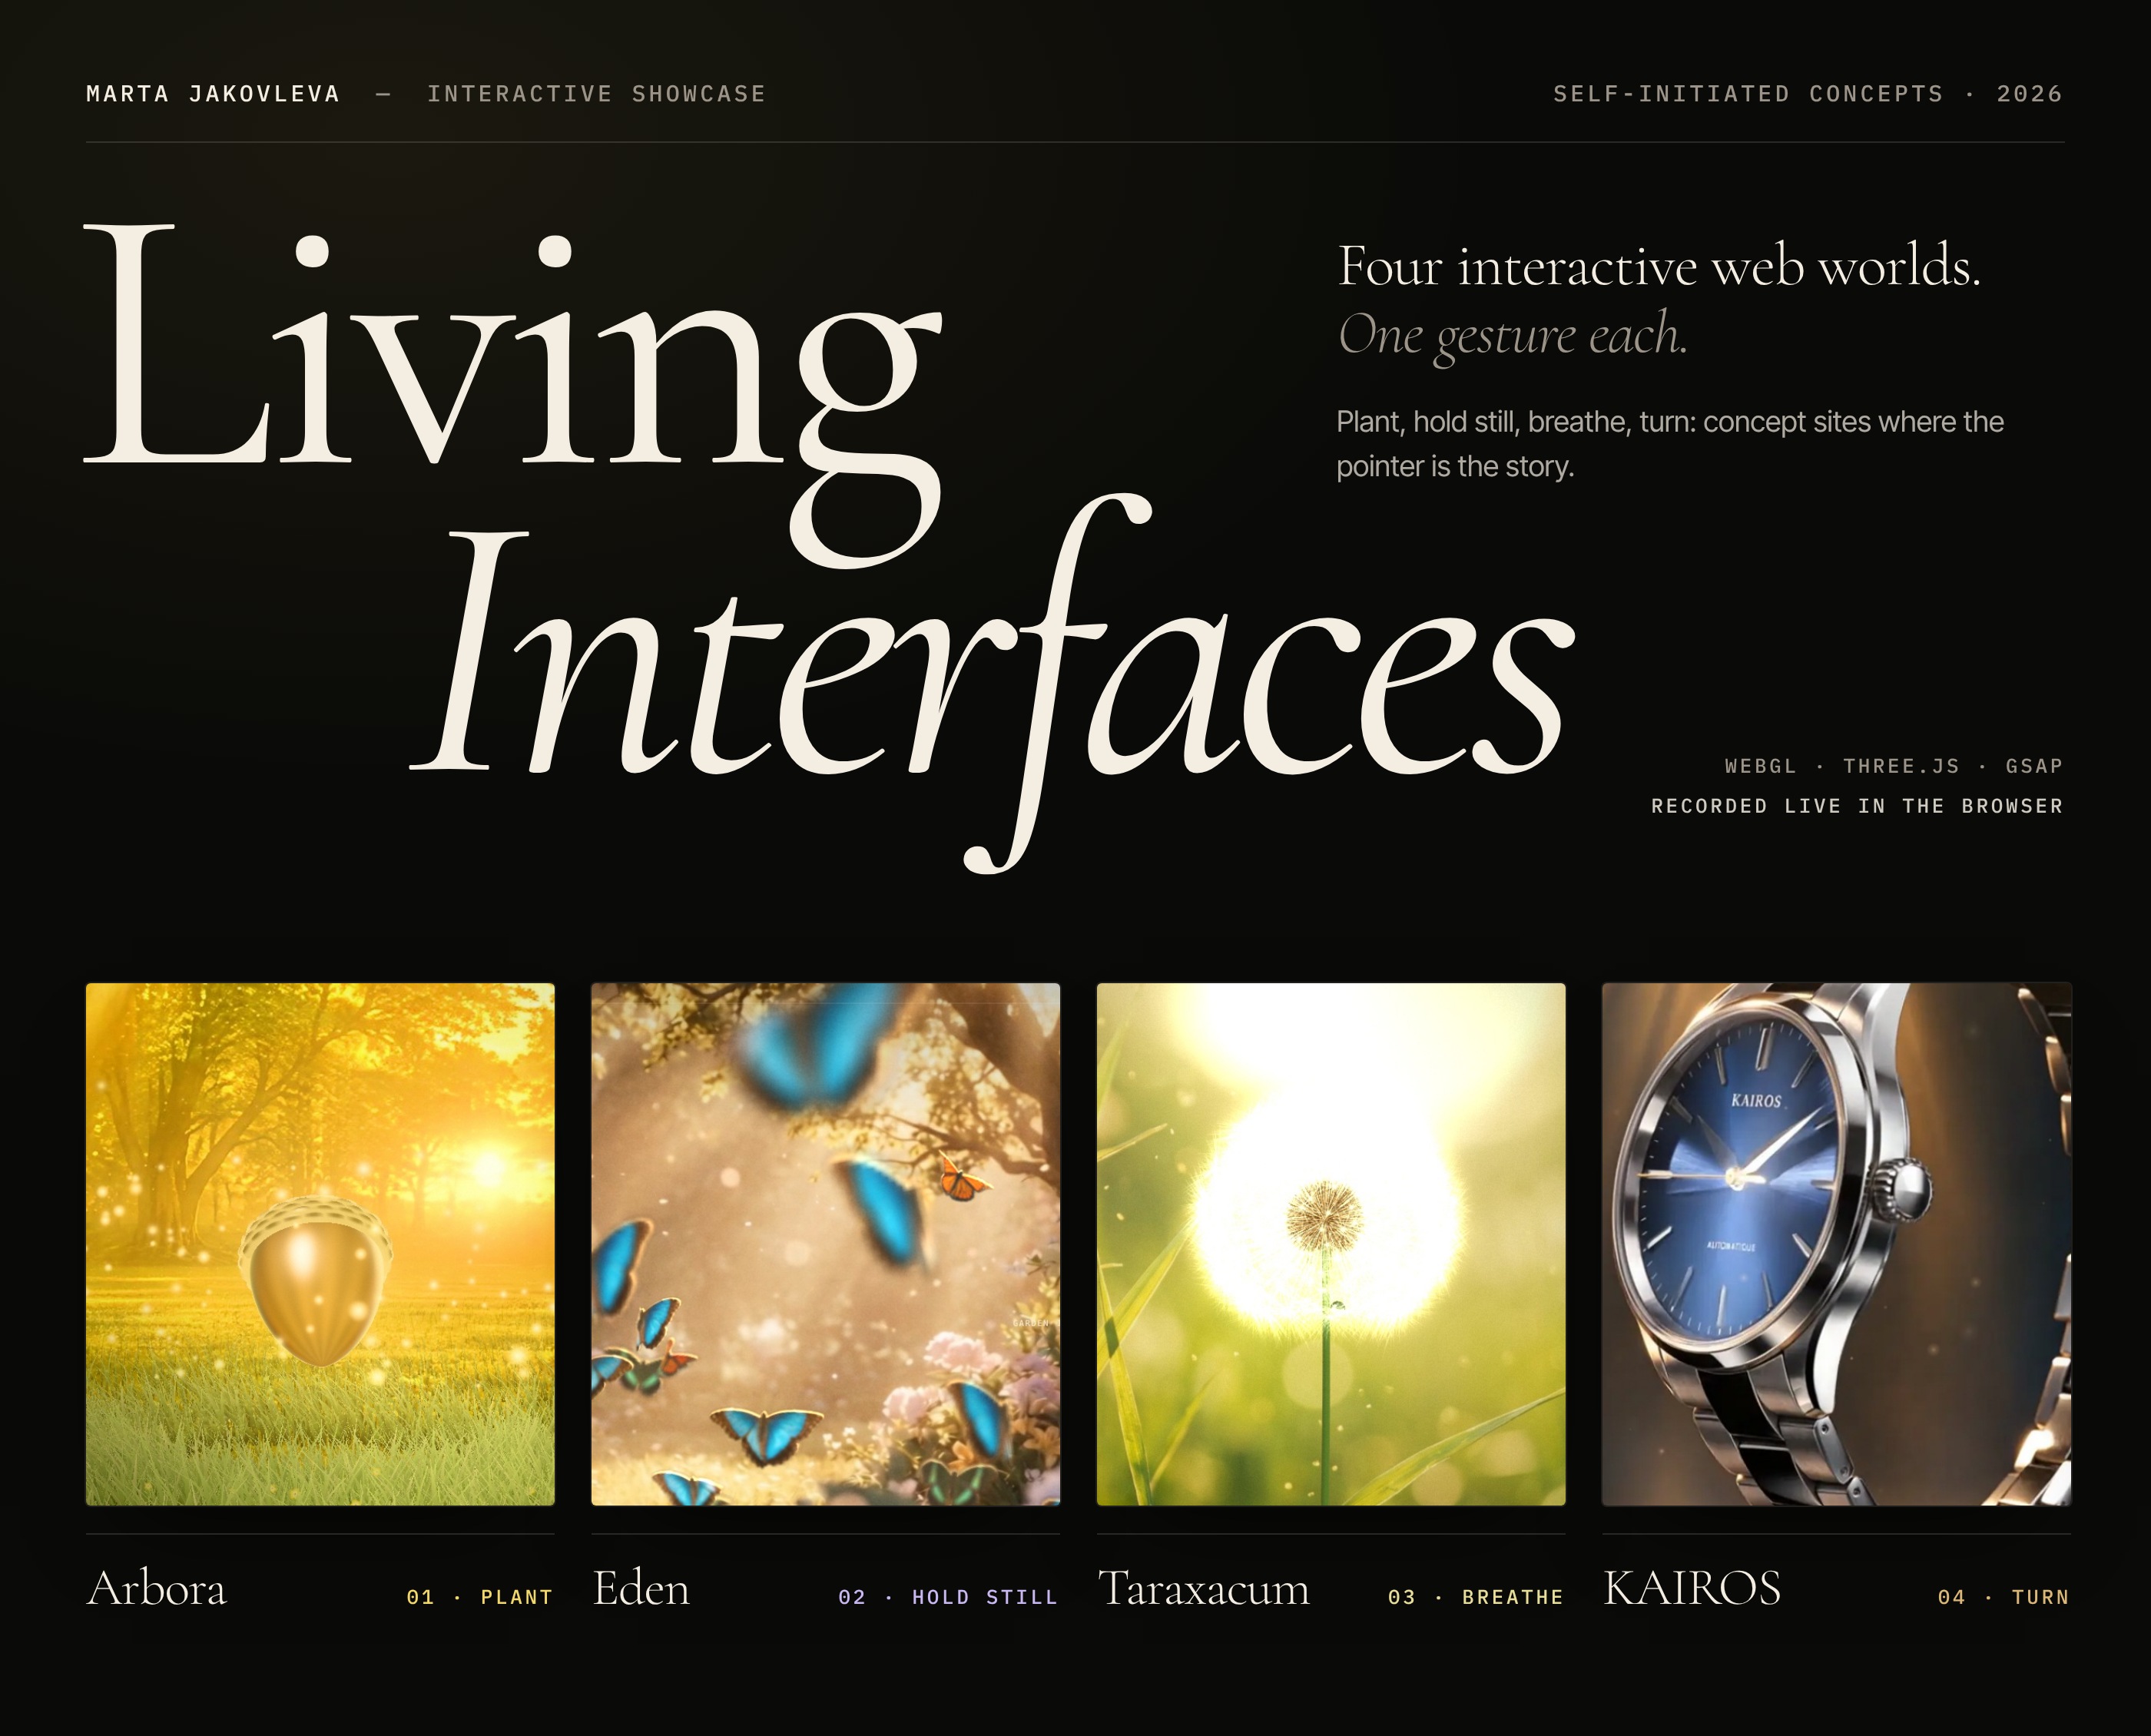 MARTA JAKOVLEVA — INTERACTIVE SHOWCASE
SELF-INITIATED CONCEPTS · 2026
Living
Interfaces
Four interactive web worlds.
One gesture each.
Plant, hold still, breathe, turn: concept sites where the
pointer is the story.
WEBGL · THREE.JS · GSAP
RECORDED LIVE IN THE BROWSER
GARDEN
KAIROS
AUTOMATIQUE
Arbora
01 · PLANT
Eden
02 · HOLD STILL
Taraxacum
03 · BREATHE
KAIROS
04 · TURN